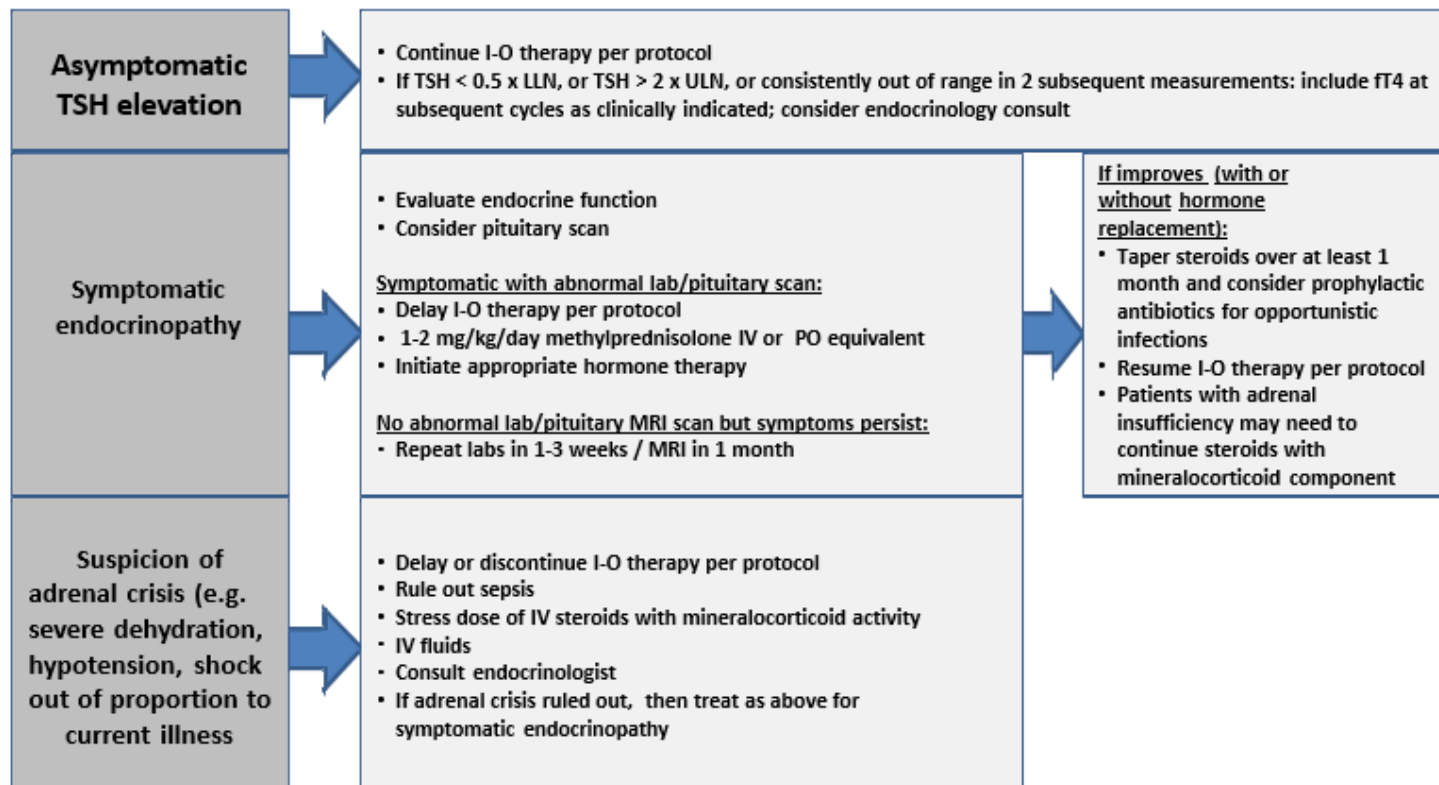 Asymptomatic
TSH elevation
• Continue I-O therapy per protocol
• If TSH < 0.5 x LLN, or TSH > 2 x ULN, or consistently out of range in 2 subsequent measurements: include fT4 at
subsequent cycles as clinically indicated; consider endocrinology consult
Symptomatic
endocrinopathy
• Evaluate endocrine function
• Consider pituitary scan
Symptomatic with abnormal lab/pituitary scan:
• Delay I-O therapy per protocol
• 1-2 mg/kg/day methylprednisolone IV or PO equivalent
• Initiate appropriate hormone therapy
No abnormal lab/pituitary MRI scan but symptoms persist:
• Repeat labs in 1-3 weeks / MRI in 1 month
If improves (with or
without hormone
replacement):
• Taper steroids over at least 1
month and consider prophylactic
antibiotics for opportunistic
infections
• Resume I-O therapy per protocol
• Patients with adrenal
insufficiency may need to
continue steroids with
mineralocorticoid component
Suspicion of
adrenal crisis (e.g.
severe dehydration,
hypotension, shock
out of proportion to
current illness
• Delay or discontinue I-O therapy per protocol
• Rule out sepsis
• Stress dose of IV steroids with mineralocorticoid activity
• IV fluids
• Consult endocrinologist
• If adrenal crisis ruled out, then treat as above for
symptomatic endocrinopathy